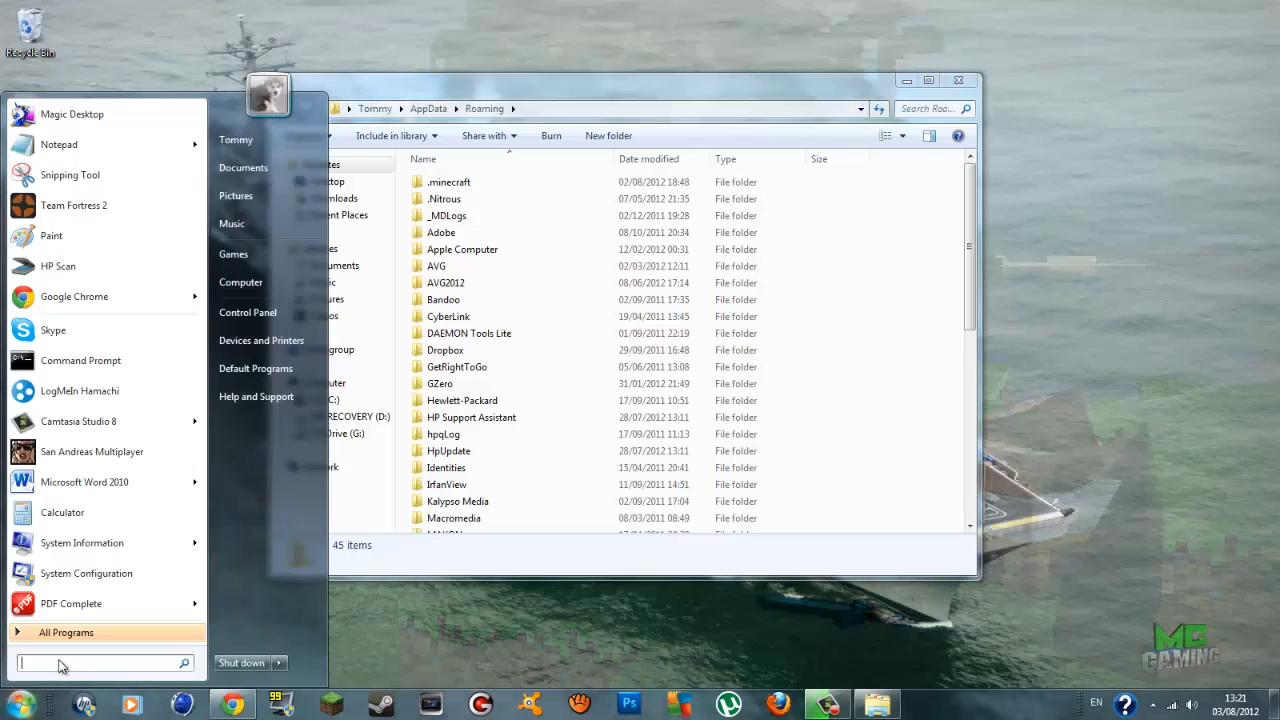 Recycle Bin
Magic Desktop
Notepad
Snipping Tool
Team Fortress 2
Paint
HP Scan
Google Chrome
Skype
Command Prompt
LogMeIn Hamachi
Camtasia Studio 8
San Andreas Multiplayer
Microsoft Word 2010
Calculator
System Information
System Configuration
PDF Complete
All Programs
Tommy
Documents
Pictures
Music
Games
Computer
Control Panel
Devices and Printers
Default Programs
Help and Support
Shut down
Tommy AppData Roaming
Search Roa...
Include in library Share with Burn New folder
RECOVERY (D:)
Name Date modified Type Size
.minecraft 02/08/2012 18:48 File folder
.Nitrous 07/05/2012 21:35 File folder
_MDLogs 02/12/2011 19:28 File folder
Adobe 08/10/2011 20:34 File folder
Apple Computer 12/02/2012 00:31 File folder
AVG 02/03/2012 12:11 File folder
AVG2012 08/06/2012 17:14 File folder
Bandoo 02/09/2011 17:35 File folder
CyberLink 19/04/2011 13:45 File folder
DAEMON Tools Lite 01/09/2011 22:19 File folder
Dropbox 29/09/2011 16:48 File folder
GetRightToGo 05/06/2011 13:08 File folder
GZero 31/01/2012 21:49 File folder
Hewlett-Packard 17/09/2011 10:51 File folder
HP Support Assistant 28/07/2012 13:11 File folder
hpqLog 17/09/2011 11:13 File folder
HpUpdate 28/07/2012 13:11 File folder
Identities 15/04/2011 20:41 File folder
IrfanView 11/09/2011 14:51 File folder
Kalypso Media 02/09/2011 17:04 File folder
Macromedia 08/03/2011 08:49 File folder
45 items
MC GAMING
99
Ps
EN
13:21
03/08/2012